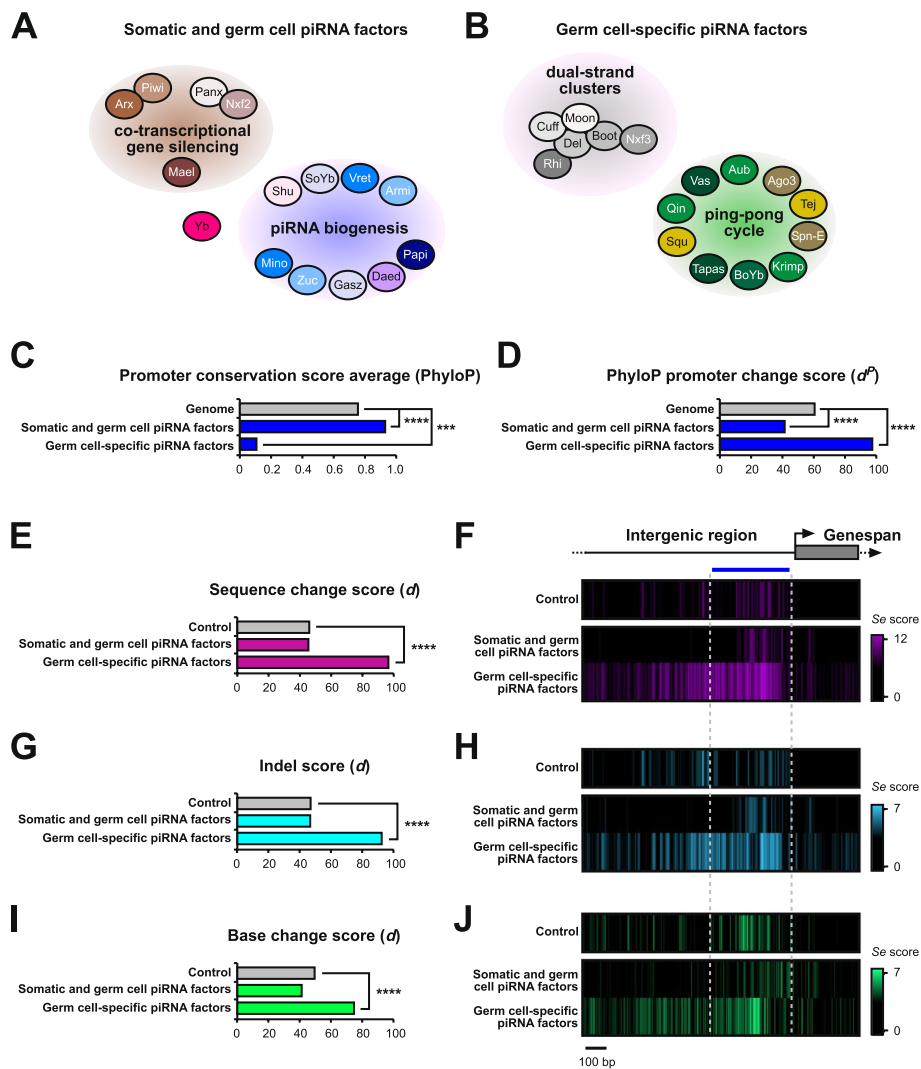 A
Somatic and germ cell piRNA factors
Arx
Piwi
Panx
Nxf2
co-transcriptional
gene silencing
Mael
Yb
Shu
SoYb
Vret
Armi
piRNA biogenesis
Mino
Zuc
Gasz
Daed
Papi
B
Germ cell-specific piRNA factors
dual-strand
clusters
Cuff
Moon
Del
Boot
Nxf3
Rhi
Vas
Aub
Ago3
Qin
Tej
ping-pong
cycle
Squ
Spn-E
Tapas
BoYb
Krimp
C
Promoter conservation score average (PhyloP)
Genome
Somatic and germ cell piRNA factors
Germ cell-specific piRNA factors
****
***
0 0.2 0.4 0.6 0.8 1.0
D
PhyloP promoter change score (dᴾ)
Genome
Somatic and germ cell piRNA factors
Germ cell-specific piRNA factors
****
****
0 20 40 60 80 100
E
Sequence change score (d)
Control
Somatic and germ cell piRNA factors
Germ cell-specific piRNA factors
****
0 20 40 60 80 100
F
Intergenic region
Genespan
Control
Somatic and germ
cell piRNA factors
Germ cell-specific
piRNA factors
Se score
12
0
G
Indel score (d)
Control
Somatic and germ cell piRNA factors
Germ cell-specific piRNA factors
****
0 20 40 60 80 100
H
Control
Somatic and germ
cell piRNA factors
Germ cell-specific
piRNA factors
Se score
7
0
I
Base change score (d)
Control
Somatic and germ cell piRNA factors
Germ cell-specific piRNA factors
****
0 20 40 60 80 100
J
Control
Somatic and germ
cell piRNA factors
Germ cell-specific
piRNA factors
Se score
7
0
100 bp